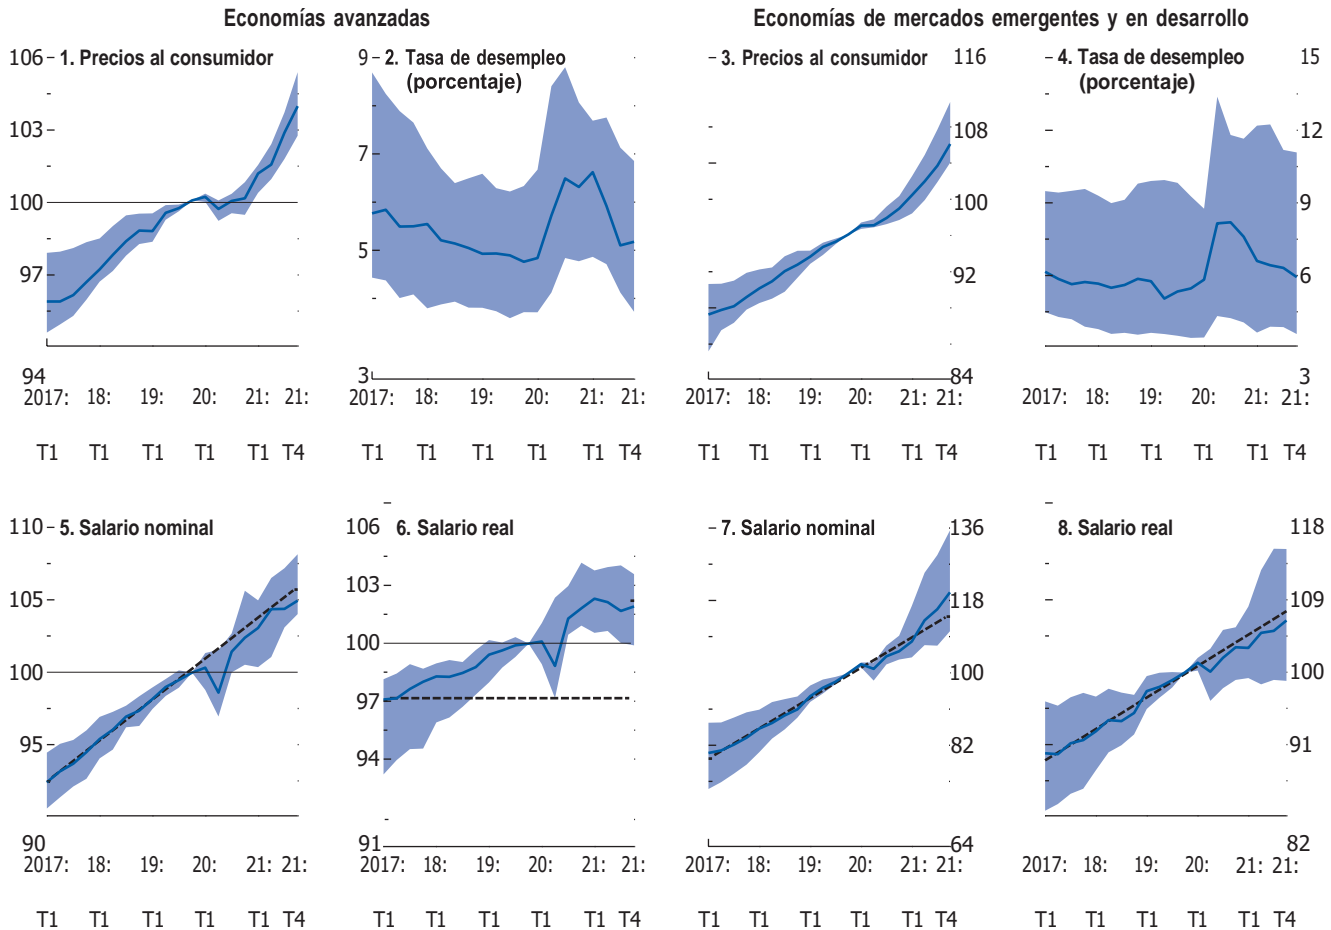 Economías avanzadas
Economías de mercados emergentes y en desarrollo
1. Precios al consumidor
106
103
100
97
94
2017: 18: 19: 20: 21: 21:
T1 T1 T1 T1 T1 T4
2. Tasa de desempleo
(porcentaje)
9
7
5
3
2017: 18: 19: 20: 21: 21:
T1 T1 T1 T1 T1 T4
3. Precios al consumidor
116
108
100
92
84
2017: 18: 19: 20: 21: 21:
T1 T1 T1 T1 T1 T4
4. Tasa de desempleo
(porcentaje)
15
12
9
6
3
2017: 18: 19: 20: 21: 21:
T1 T1 T1 T1 T1 T4
5. Salario nominal
110
105
100
95
90
2017: 18: 19: 20: 21: 21:
T1 T1 T1 T1 T1 T4
6. Salario real
106
103
100
97
94
91
2017: 18: 19: 20: 21: 21:
T1 T1 T1 T1 T1 T4
7. Salario nominal
136
118
100
82
64
2017: 18: 19: 20: 21: 21:
T1 T1 T1 T1 T1 T4
8. Salario real
118
109
100
91
82
2017: 18: 19: 20: 21: 21:
T1 T1 T1 T1 T1 T4